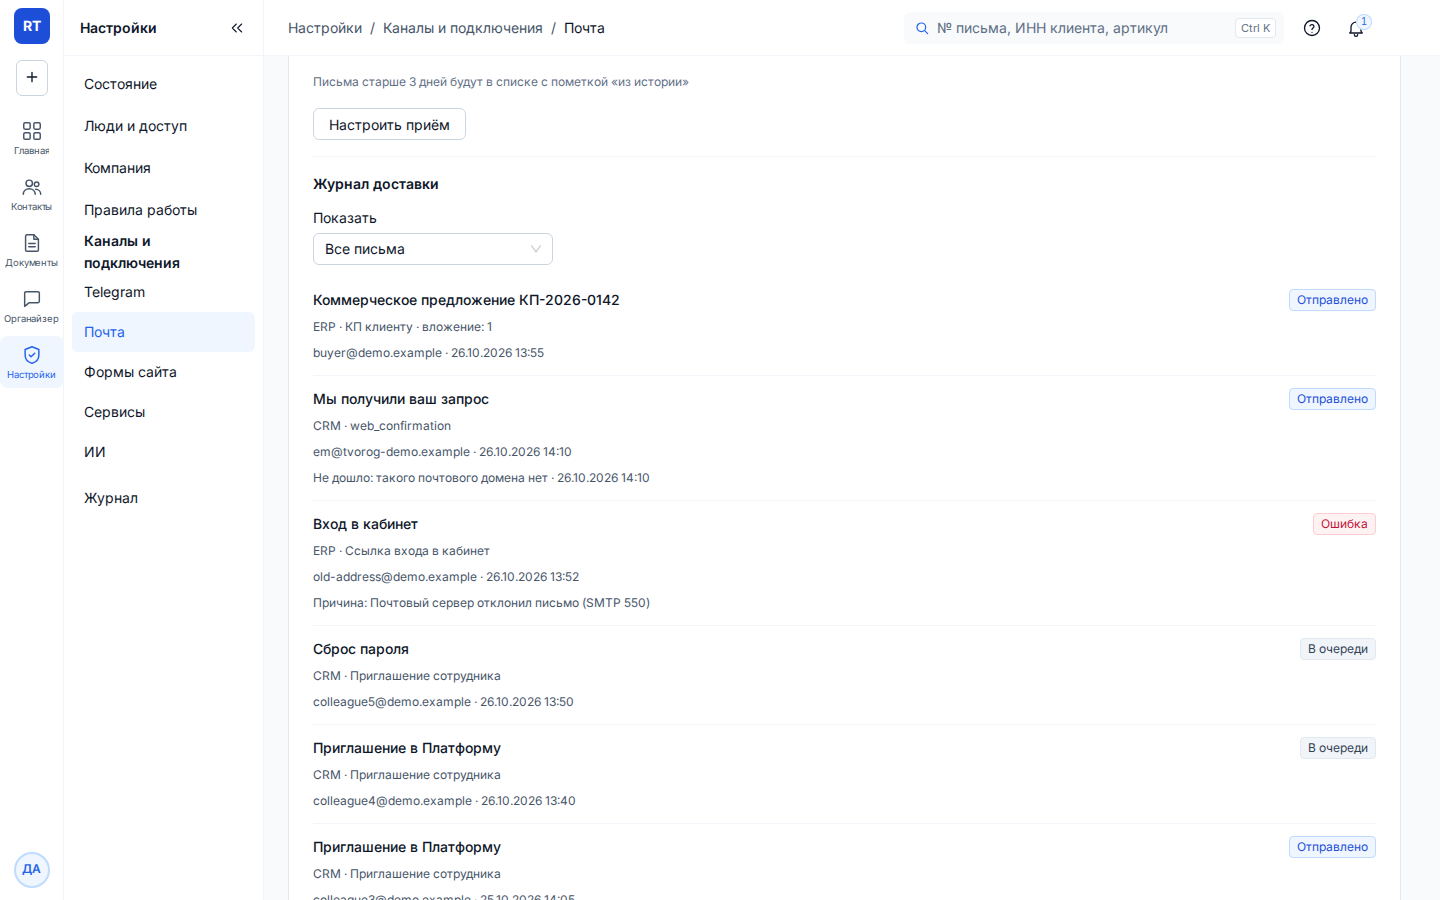 RT
Настройки
Настройки / Каналы и подключения / Почта
№ письма, ИНН клиента, артикул
Ctrl K
1
Главная
Контакты
Документы
Органайзер
Настройки
ДА
Состояние
Люди и доступ
Компания
Правила работы
Каналы и
подключения
Telegram
Почта
Формы сайта
Сервисы
ИИ
Журнал
Письма старше 3 дней будут в списке с пометкой «из истории»
Настроить приём
Журнал доставки
Показать
Все письма
Коммерческое предложение КП-2026-0142
Отправлено
ERP · КП клиенту · вложение: 1
buyer@demo.example · 26.10.2026 13:55
Мы получили ваш запрос
Отправлено
CRM · web_confirmation
em@tvorog-demo.example · 26.10.2026 14:10
Не дошло: такого почтового домена нет · 26.10.2026 14:10
Вход в кабинет
Ошибка
ERP · Ссылка входа в кабинет
old-address@demo.example · 26.10.2026 13:52
Причина: Почтовый сервер отклонил письмо (SMTP 550)
Сброс пароля
В очереди
CRM · Приглашение сотрудника
colleague5@demo.example · 26.10.2026 13:50
Приглашение в Платформу
В очереди
CRM · Приглашение сотрудника
colleague4@demo.example · 26.10.2026 13:40
Приглашение в Платформу
Отправлено
CRM · Приглашение сотрудника
colleague3@demo.example · 25.10.2026 14:05